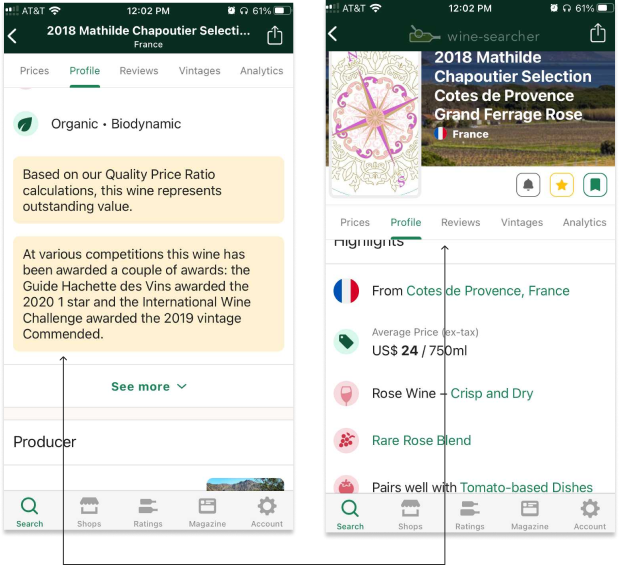 AT&T 12:02 PM 61%
2018 Mathilde Chapoutier Selecti...
France
Prices Profile Reviews Vintages Analytics
Organic • Biodynamic
Based on our Quality Price Ratio
calculations, this wine represents
outstanding value.
At various competitions this wine has
been awarded a couple of awards: the
Guide Hachette des Vins awarded the
2020 1 star and the International Wine
Challenge awarded the 2019 vintage
Commended.
See more
Producer
Search Shops Ratings Magazine Account
AT&T 12:02 PM 61%
wine-searcher
2018 Mathilde
Chapoutier Selection
Cotes de Provence
Grand Ferrage Rose
France
N
S
Prices Profile Reviews Vintages Analytics
Highlights
From Cotes de Provence, France
Average Price (ex-tax)
US$ 24 / 750ml
Rose Wine – Crisp and Dry
Rare Rose Blend
Pairs well with Tomato-based Dishes
Search Shops Ratings Magazine Account